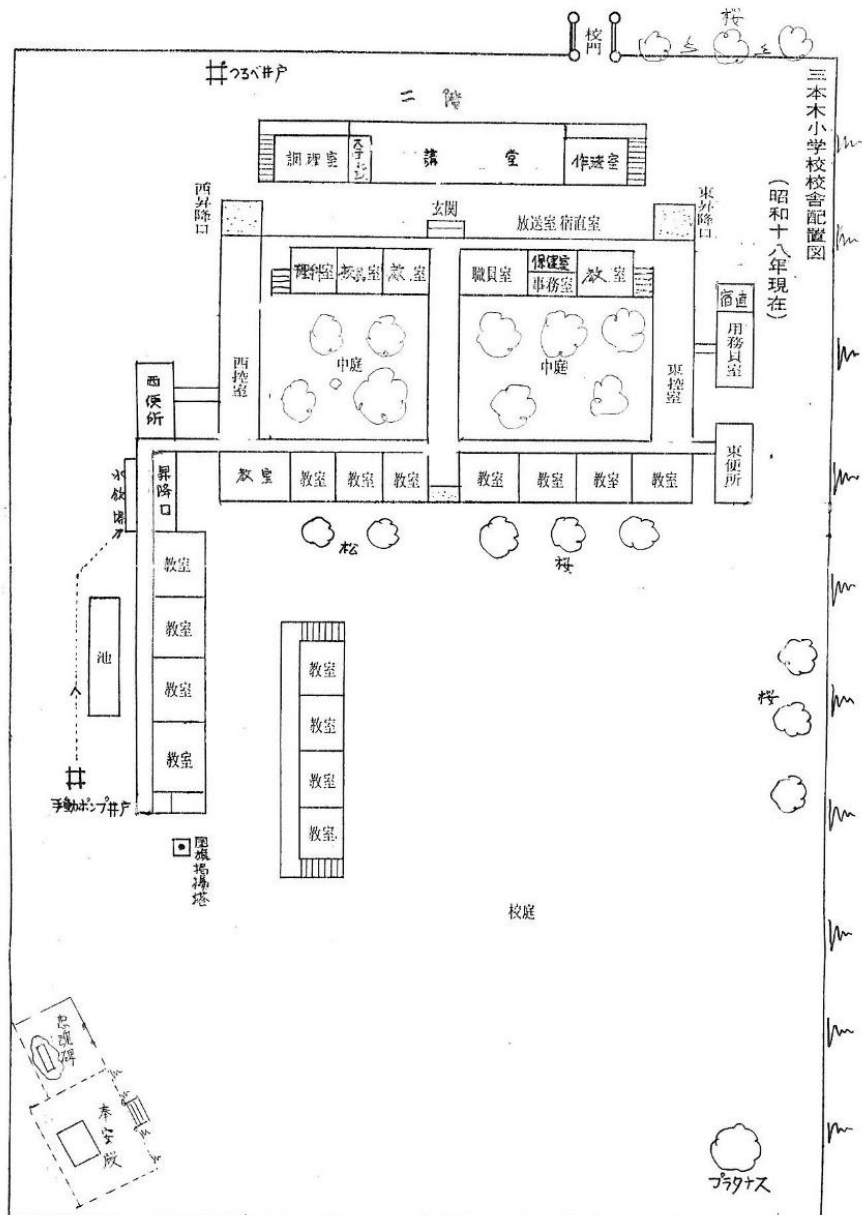 三本木小学校校舎配置図
（昭和十八年現在）
桜
校門
つるべ井戸
二階
調理室
ステージ
講堂
作法室
西昇降口
玄関
放送室
宿直室
東昇降口
理科室
教室
職員室
保健室
事務室
教室
宿直
用務員室
西控室
中庭
中庭
東控室
西便所
東便所
水飲場
昇降口
教室
教室
教室
教室
教室
教室
教室
教室
松
桜
教室
教室
教室
教室
池
教室
教室
教室
教室
桜
手動ポンプ井戸
国旗掲揚塔
校庭
忠魂碑
奉安殿
プラタナス